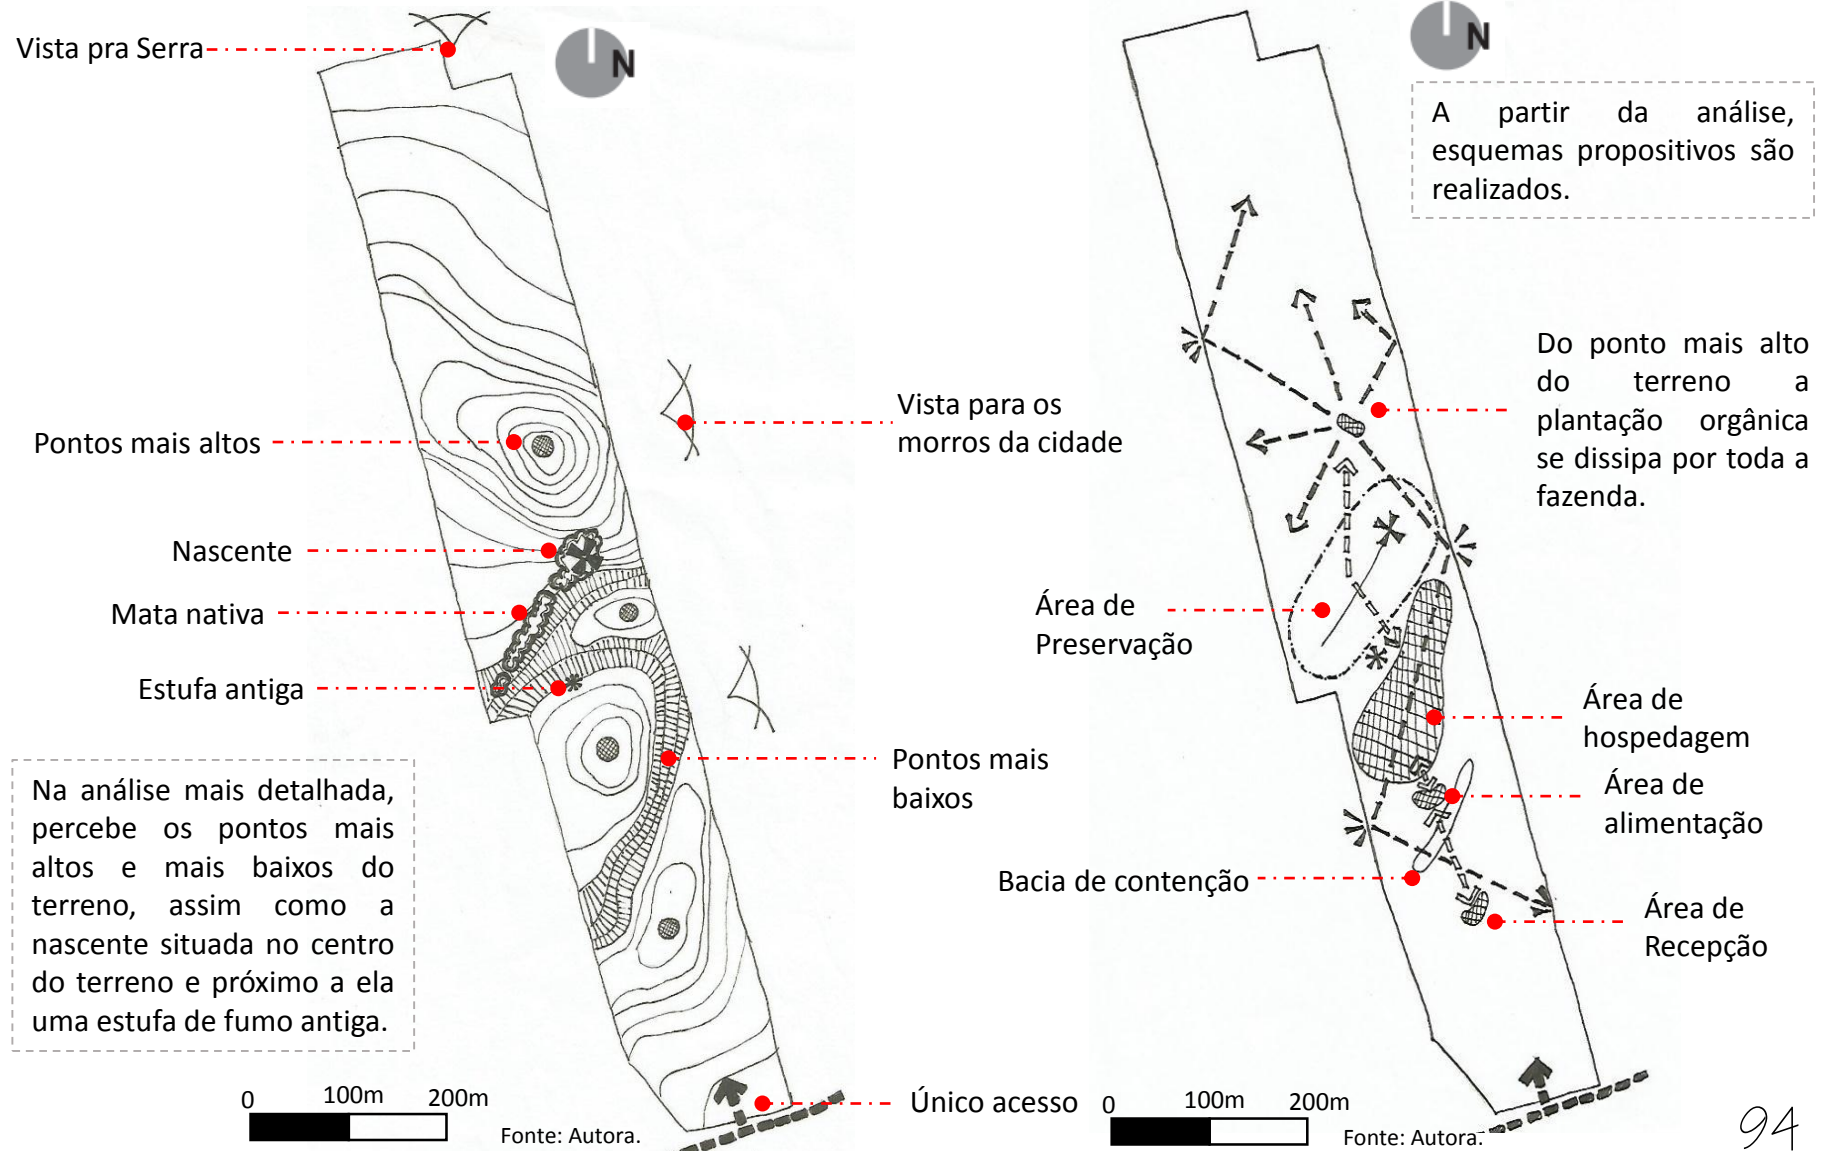 Vista pra Serra
N
Pontos mais altos
Nascente
Mata nativa
Estufa antiga
Na análise mais detalhada,
percebe os pontos mais
altos e mais baixos do
terreno, assim como a
nascente situada no centro
do terreno e próximo a ela
uma estufa de fumo antiga.
0 100m 200m
Fonte: Autora.
Vista para os
morros da cidade
Pontos mais
baixos
Único acesso
N
A partir da análise,
esquemas propositivos são
realizados.
Do ponto mais alto
do terreno a
plantação orgânica
se dissipa por toda a
fazenda.
Área de
Preservação
Área de
hospedagem
Área de
alimentação
Bacia de contenção
Área de
Recepção
0 100m 200m
Fonte: Autora.
94